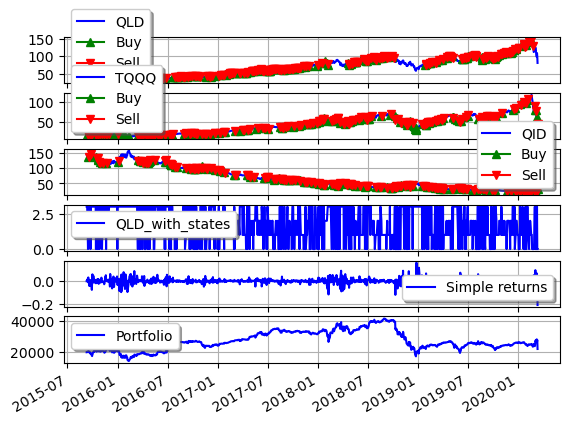 QLD
Buy
Sell
150
100
50
TQQQ
Buy
Sell
100
50
QID
Buy
Sell
150
100
50
QLD_with_states
2.5
0.0
Simple returns
0.0
−0.2
Portfolio
40000
20000
2015-07 2016-01 2016-07 2017-01 2017-07 2018-01 2018-07 2019-01 2019-07 2020-01